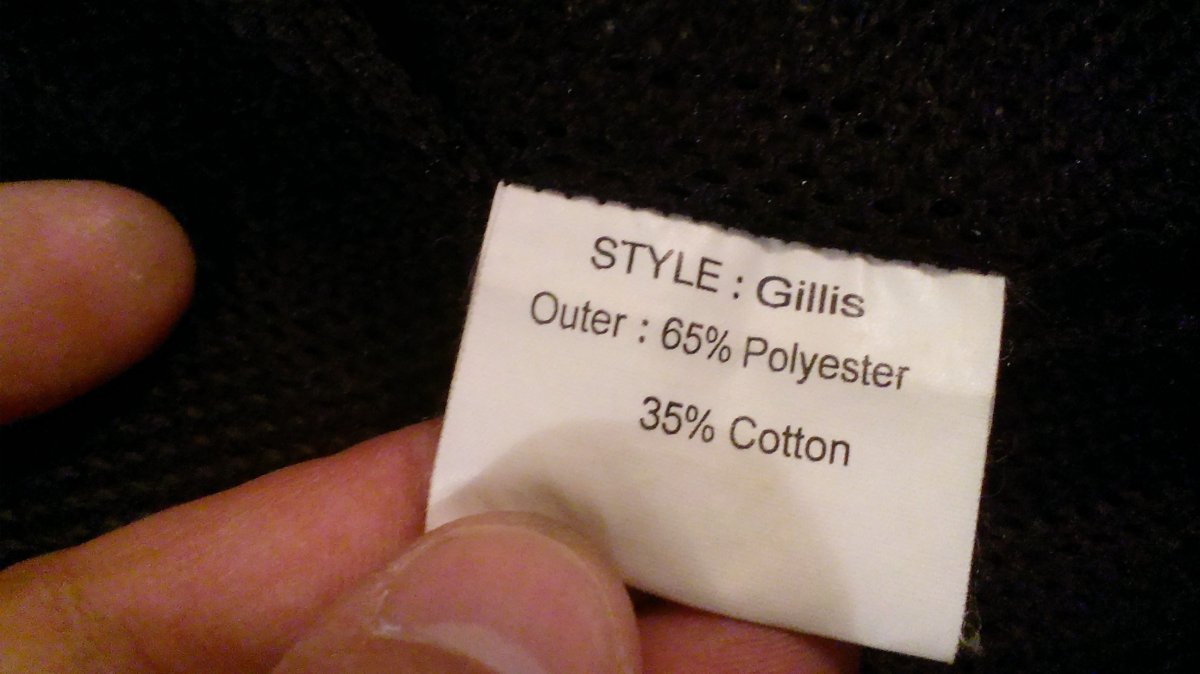 STYLE : Gillis
Outer : 65% Polyester
35% Cotton